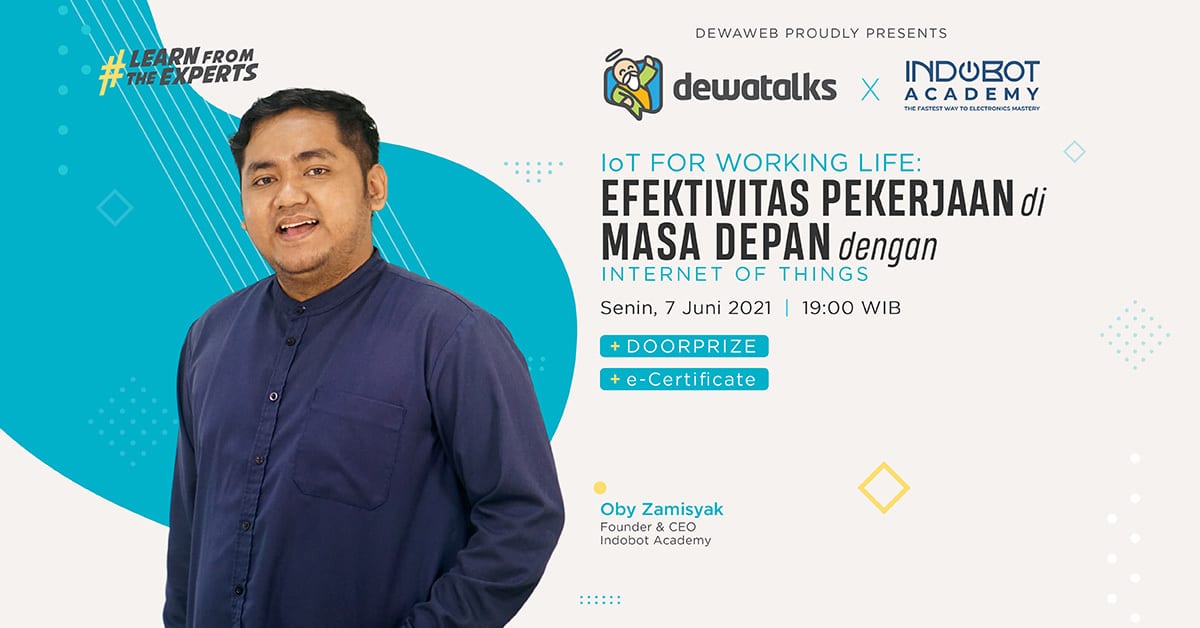 #LEARN FROM
THE EXPERTS
DEWAWEB PROUDLY PRESENTS
dewatalks X INDOBOT
ACADEMY
THE FASTEST WAY TO ELECTRONICS MASTERY
IoT FOR WORKING LIFE:
EFEKTIVITAS PEKERJAAN di
MASA DEPAN dengan
INTERNET OF THINGS
Senin, 7 Juni 2021 | 19:00 WIB
+ DOORPRIZE
+ e-Certificate
Oby Zamisyak
Founder & CEO
Indobot Academy